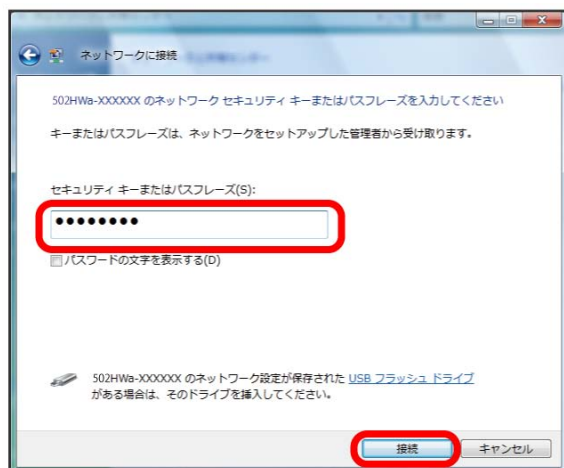 ネットワークに接続
502HWa-XXXXXX のネットワーク セキュリティ キーまたはパスフレーズを入力してください
キーまたはパスフレーズは、ネットワークをセットアップした管理者から受け取ります。
セキュリティ キーまたはパスフレーズ(S):
●●●●●●●●
パスワードの文字を表示する(D)
502HWa-XXXXXX のネットワーク設定が保存された USB フラッシュ ドライブ
がある場合は、そのドライブを挿入してください。
接続 キャンセル